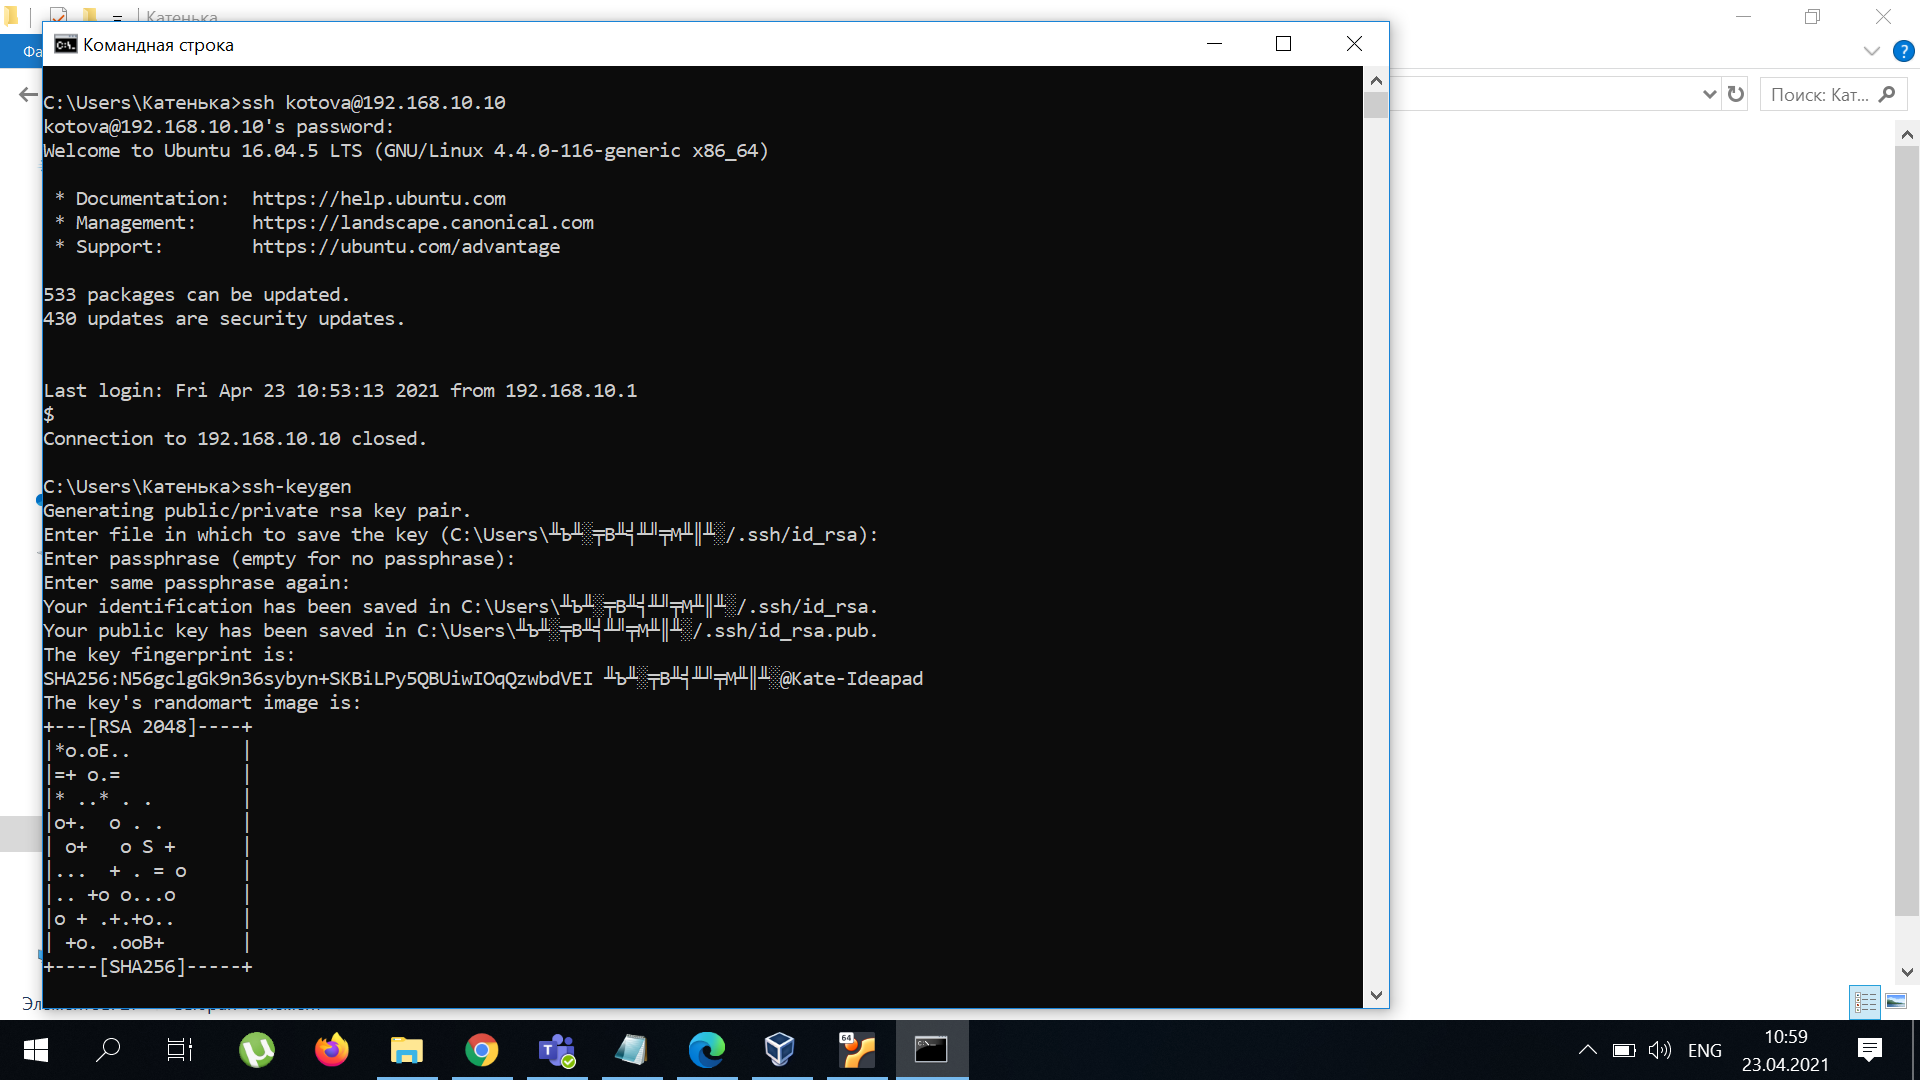 Катенька
Командная строка
Поиск: Кат...
C:\Users\Катенька>ssh kotova@192.168.10.10
kotova@192.168.10.10's password:
Welcome to Ubuntu 16.04.5 LTS (GNU/Linux 4.4.0-116-generic x86_64)
* Documentation:  https://help.ubuntu.com
* Management:     https://landscape.canonical.com
* Support:        https://ubuntu.com/advantage
533 packages can be updated.
430 updates are security updates.
Last login: Fri Apr 23 10:53:13 2021 from 192.168.10.1
$
Connection to 192.168.10.10 closed.
C:\Users\Катенька>ssh-keygen
Generating public/private rsa key pair.
Enter file in which to save the key (C:\Users\╨Ъ╨░╤В╨╡╨╜╤М╨║╨░/.ssh/id_rsa):
Enter passphrase (empty for no passphrase):
Enter same passphrase again:
Your identification has been saved in C:\Users\╨Ъ╨░╤В╨╡╨╜╤М╨║╨░/.ssh/id_rsa.
Your public key has been saved in C:\Users\╨Ъ╨░╤В╨╡╨╜╤М╨║╨░/.ssh/id_rsa.pub.
The key fingerprint is:
SHA256:N56gclgGk9n36sybyn+SKBiLPy5QBUiwIOqQzwbdVEI ╨Ъ╨░╤В╨╡╨╜╤М╨║╨░@Kate-Ideapad
The key's randomart image is:
+---[RSA 2048]----+
|*o.oE..          |
|=+ o.=           |
|* ..* . .        |
|o+.  o . .       |
| o+   o S +      |
|...  + . = o     |
|.. +o o...o      |
|o + .+.+o..      |
| +o. .ooB+       |
+----[SHA256]-----+
64
ENG
10:59
23.04.2021